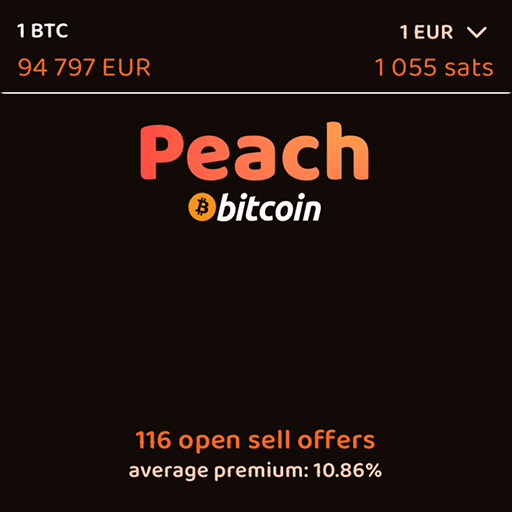 1 BTC 1 EUR
94 797 EUR 1 055 sats
Peach
bitcoin
116 open sell offers
average premium: 10.86%